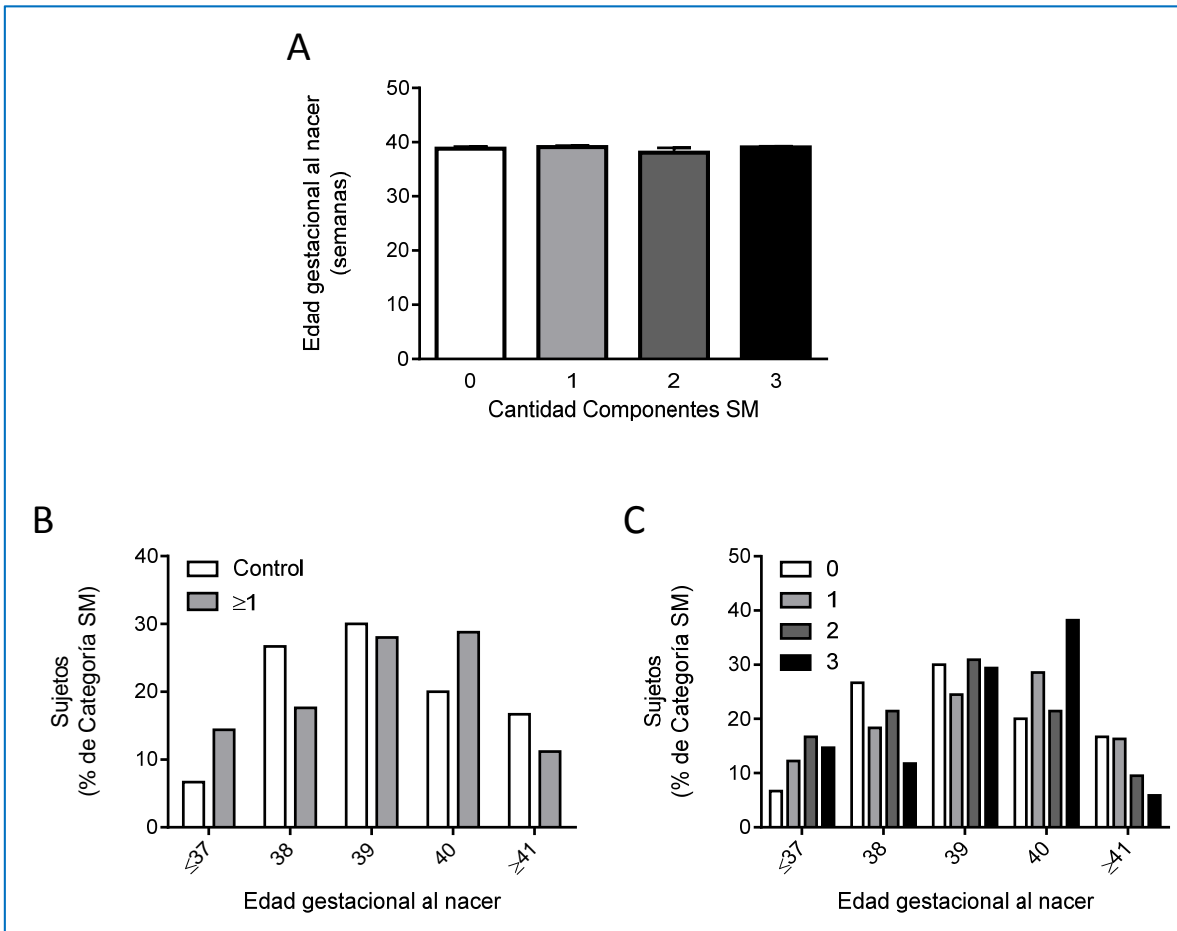 A
50
40
30
20
10
0
Edad gestacional al nacer
(semanas)
0 1 2 3
Cantidad Componentes SM
B
40
30
20
10
0
Sujetos
(% de Categoría SM)
Control
≥1
≤37 38 39 40 ≥41
Edad gestacional al nacer
C
50
40
30
20
10
0
Sujetos
(% de Categoría SM)
0
1
2
3
≤37 38 39 40 ≥41
Edad gestacional al nacer